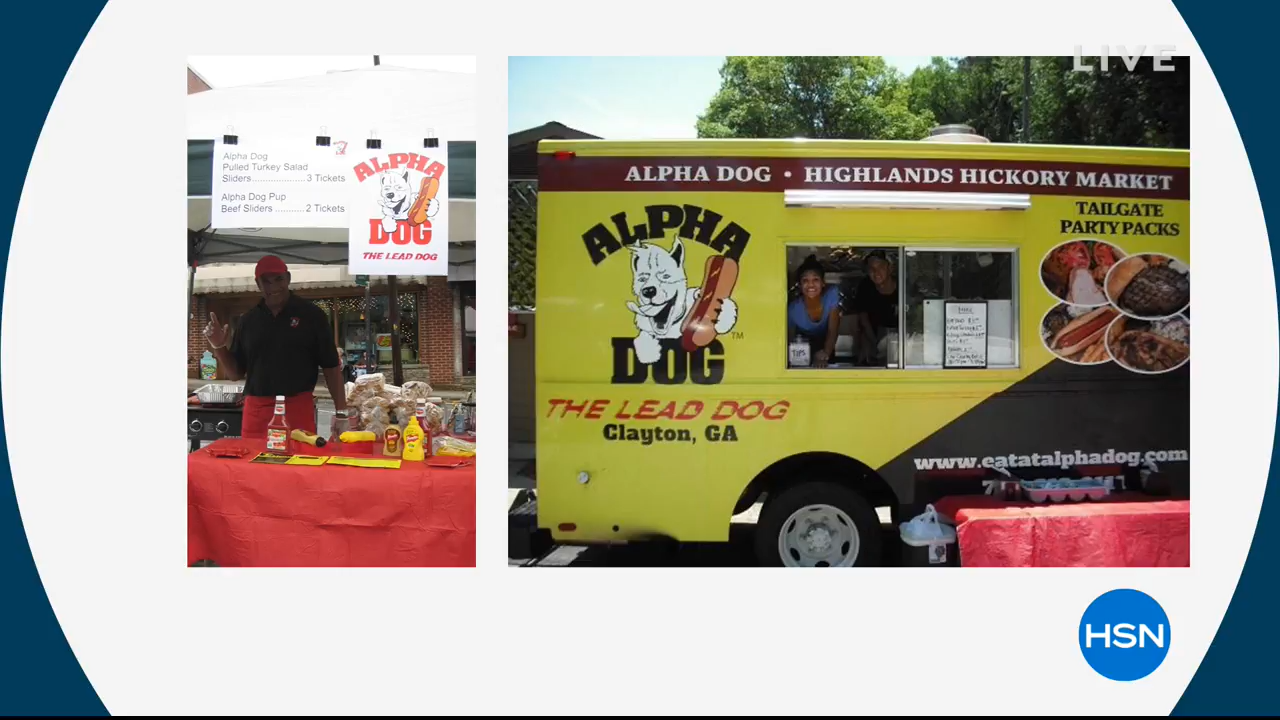 LIVE
Alpha Dog
Pulled Turkey Salad
Sliders.....................3 Tickets
Alpha Dog Pup
Beef Sliders ...........2 Tickets
ALPHA
DOG
THE LEAD DOG
ALPHA DOG • HIGHLANDS HICKORY MARKET
TAILGATE
PARTY PACKS
ALPHA
DOG
TM
THE LEAD DOG
Clayton, GA
TIPS
www.eatatalphadog.com
HSN